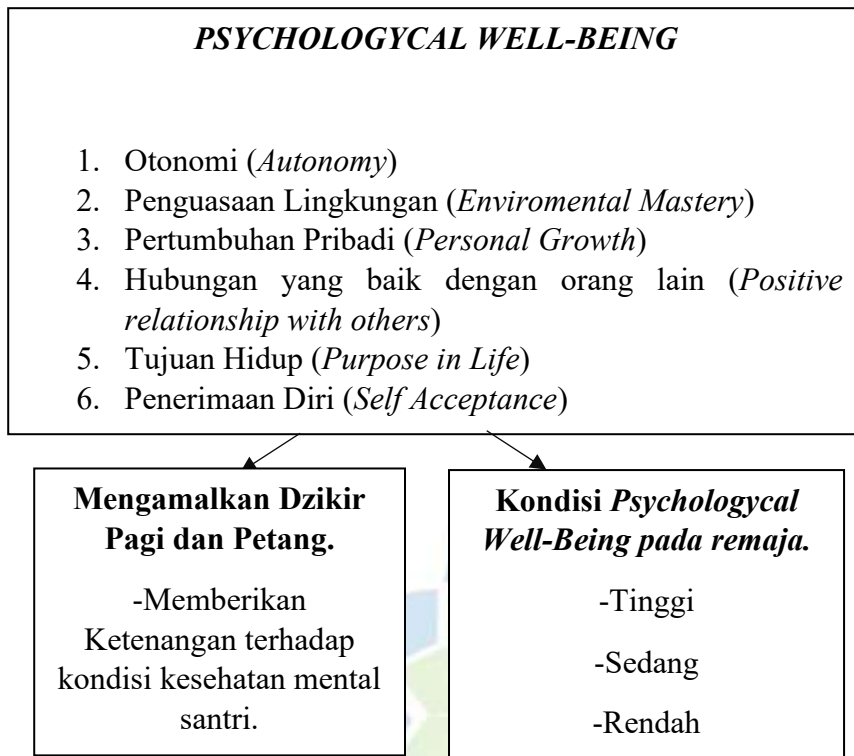 PSYCHOLOGYCAL WELL-BEING
1. Otonomi (Autonomy)
2. Penguasaan Lingkungan (Enviromental Mastery)
3. Pertumbuhan Pribadi (Personal Growth)
4. Hubungan yang baik dengan orang lain (Positive
relationship with others)
5. Tujuan Hidup (Purpose in Life)
6. Penerimaan Diri (Self Acceptance)
Mengamalkan Dzikir
Pagi dan Petang.
-Memberikan
Ketenangan terhadap
kondisi kesehatan mental
santri.
Kondisi Psychologycal
Well-Being pada remaja.
-Tinggi
-Sedang
-Rendah